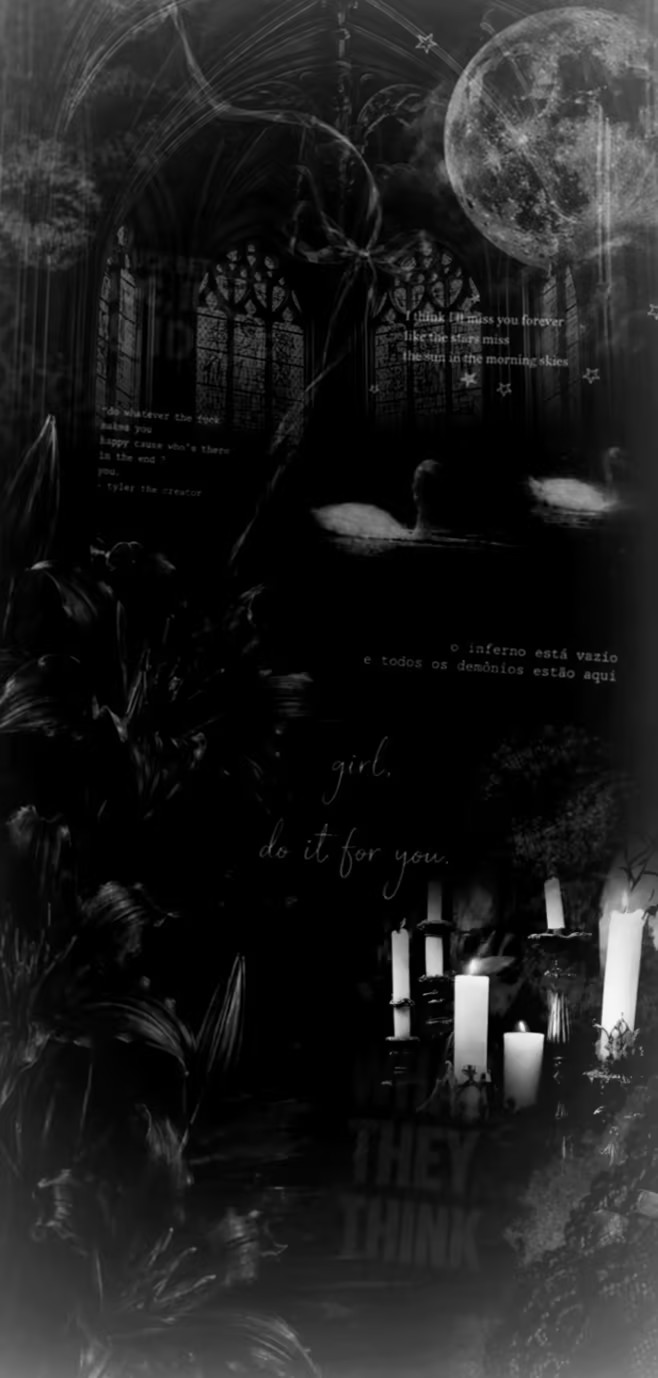 I think I'll miss you forever
like the stars miss
the sun in the morning skies
"do whatever the fuck
makes you
happy cause who's there
in the end ?
you.
- tyler the creator
o inferno está vazio
e todos os demônios estão aqui
girl,
do it for you.
THEY
THINK